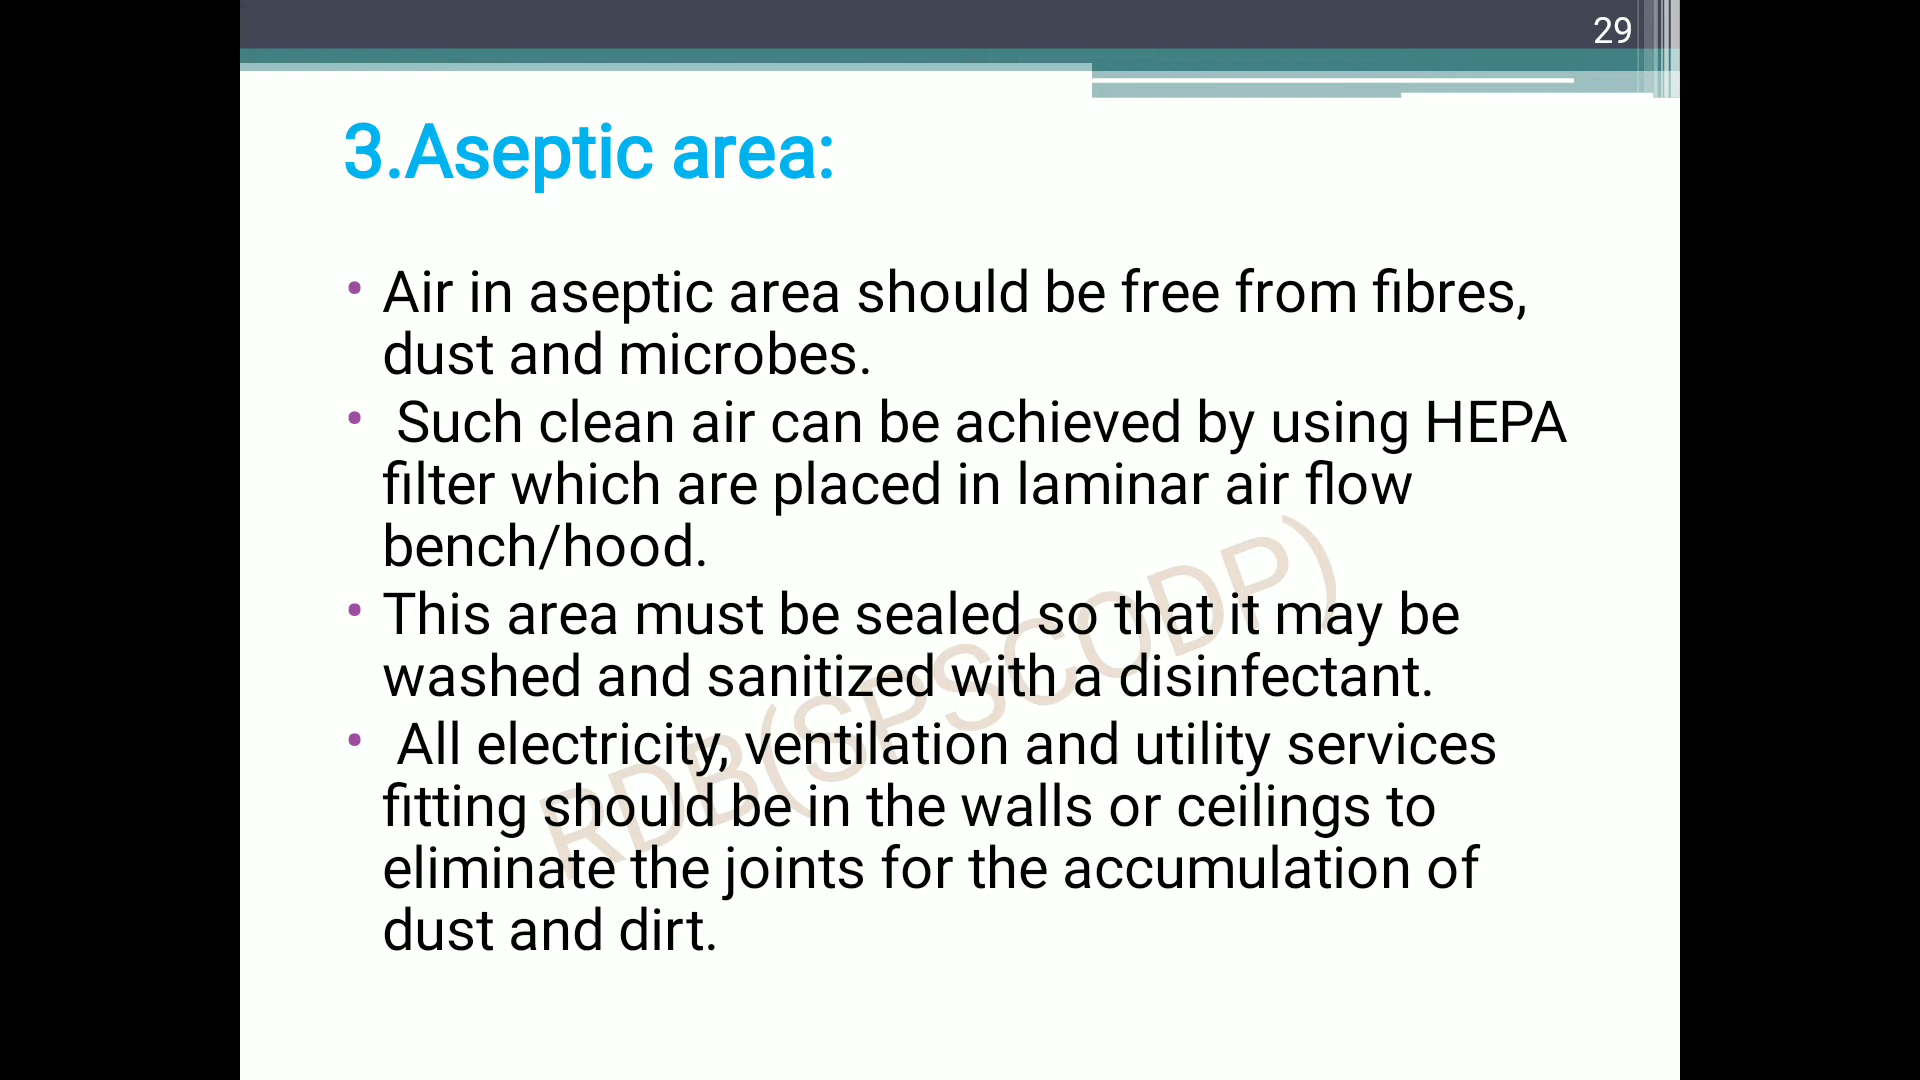 29
3.Aseptic area:
• Air in aseptic area should be free from fibres,
dust and microbes.
• Such clean air can be achieved by using HEPA
filter which are placed in laminar air flow
bench/hood.
• This area must be sealed so that it may be
washed and sanitized with a disinfectant.
• All electricity, ventilation and utility services
fitting should be in the walls or ceilings to
eliminate the joints for the accumulation of
dust and dirt.
RDB(SPSCODP)